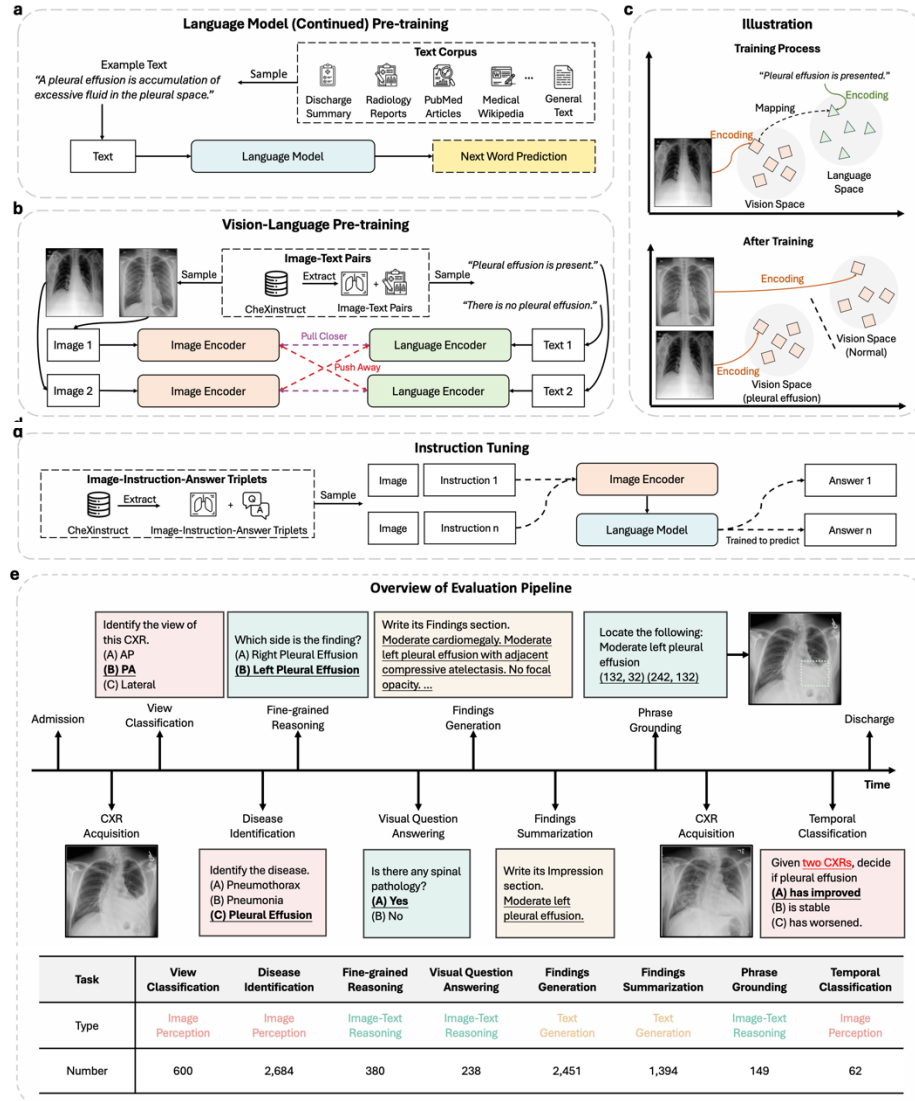 a
Language Model (Continued) Pre-training
Example Text
“A pleural effusion is accumulation of
excessive fluid in the pleural space.”
Sample
Text Corpus
Discharge
Summary
Radiology
Reports
PubMed
Articles
Medical
Wikipedia
...
General
Text
Text
Language Model
Next Word Prediction
b
Vision-Language Pre-training
Image-Text Pairs
Sample
Extract
+
Sample
CheXinstruct
Image-Text Pairs
“Pleural effusion is present.”
“There is no pleural effusion.”
Image 1
Image Encoder
Pull Closer
Language Encoder
Text 1
Push Away
Image 2
Image Encoder
Language Encoder
Text 2
c
Illustration
Training Process
“Pleural effusion is presented.”
Encoding
Mapping
Encoding
Language
Space
Vision Space
After Training
Encoding
Vision Space
(Normal)
Encoding
Vision Space
(pleural effusion)
d
Instruction Tuning
Image-Instruction-Answer Triplets
Extract
+
Q
A
CheXinstruct
Image-Instruction-Answer Triplets
Sample
Image
Instruction 1
Image
Instruction n
Image Encoder
Language Model
Trained to predict
Answer 1
Answer n
e
Overview of Evaluation Pipeline
Identify the view of
this CXR.
(A) AP
(B) PA
(C) Lateral
Which side is the finding?
(A) Right Pleural Effusion
(B) Left Pleural Effusion
Write its Findings section.
Moderate cardiomegaly. Moderate
left pleural effusion with adjacent
compressive atelectasis. No focal
opacity. ...
Locate the following:
Moderate left pleural
effusion
(132, 32) (242, 132)
Admission
View
Classification
Fine-grained
Reasoning
Findings
Generation
Phrase
Grounding
Discharge
Time
CXR
Acquisition
Disease
Identification
Visual Question
Answering
Findings
Summarization
CXR
Acquisition
Temporal
Classification
Identify the disease.
(A) Pneumothorax
(B) Pneumonia
(C) Pleural Effusion
Is there any spinal
pathology?
(A) Yes
(B) No
Write its Impression
section.
Moderate left
pleural effusion.
Given two CXRs, decide
if pleural effusion
(A) has improved
(B) is stable
(C) has worsened.
Task View Classification Disease Identification Fine-grained Reasoning Visual Question Answering Findings Generation Findings Summarization Phrase Grounding Temporal Classification
Type Image Perception Image Perception Image-Text Reasoning Image-Text Reasoning Text Generation Text Generation Image-Text Reasoning Image Perception
Number 600 2,684 380 238 2,451 1,394 149 62